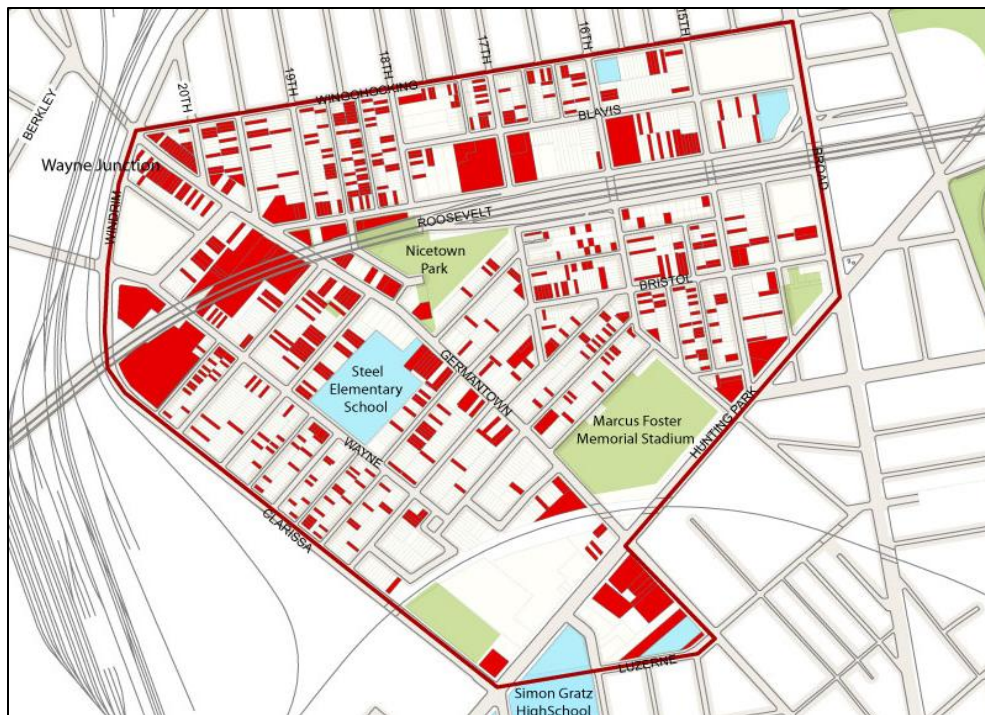 15TH
16TH
17TH
18TH
19TH
20TH
WINGOHOCKING
BERKLEY
BLAVIS
Wayne Junction
BROAD
WINDRIM
ROOSEVELT
Nicetown
Park
BRISTOL
Steel
Elementary
School
GERMANTOWN
Marcus Foster
Memorial Stadium
HUNTING PARK
WAYNE
CLARISSA
LUZERNE
Simon Gratz
HighSchool